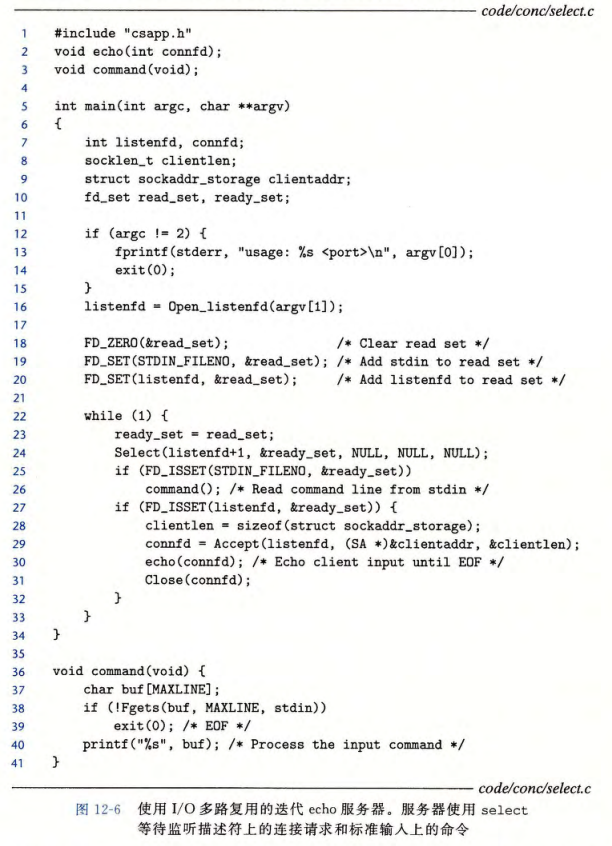 code/conc/select.c
1 #include "csapp.h"
2 void echo(int connfd);
3 void command(void);
4
5 int main(int argc, char **argv)
6 {
7     int listenfd, connfd;
8     socklen_t clientlen;
9     struct sockaddr_storage clientaddr;
10     fd_set read_set, ready_set;
11
12     if (argc != 2) {
13         fprintf(stderr, "usage: %s <port>\n", argv[0]);
14         exit(0);
15     }
16     listenfd = Open_listenfd(argv[1]);
17
18     FD_ZERO(&read_set);              /* Clear read set */
19     FD_SET(STDIN_FILENO, &read_set); /* Add stdin to read set */
20     FD_SET(listenfd, &read_set);     /* Add listenfd to read set */
21
22     while (1) {
23         ready_set = read_set;
24         Select(listenfd+1, &ready_set, NULL, NULL, NULL);
25         if (FD_ISSET(STDIN_FILENO, &ready_set))
26             command(); /* Read command line from stdin */
27         if (FD_ISSET(listenfd, &ready_set)) {
28             clientlen = sizeof(struct sockaddr_storage);
29             connfd = Accept(listenfd, (SA *)&clientaddr, &clientlen);
30             echo(connfd); /* Echo client input until EOF */
31             Close(connfd);
32         }
33     }
34 }
35
36 void command(void) {
37     char buf[MAXLINE];
38     if (!Fgets(buf, MAXLINE, stdin))
39         exit(0); /* EOF */
40     printf("%s", buf); /* Process the input command */
41 }
code/conc/select.c
图 12-6 使用 I/O 多路复用的迭代 echo 服务器。服务器使用 select
等待监听描述符上的连接请求和标准输入上的命令